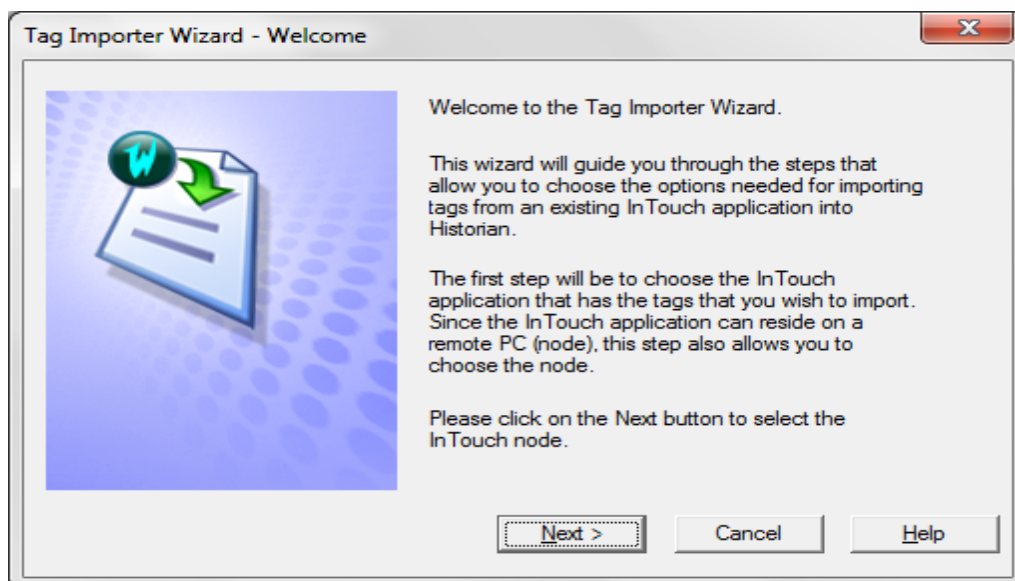 Tag Importer Wizard - Welcome
Welcome to the Tag Importer Wizard.
This wizard will guide you through the steps that
allow you to choose the options needed for importing
tags from an existing InTouch application into
Historian.
The first step will be to choose the InTouch
application that has the tags that you wish to import.
Since the InTouch application can reside on a
remote PC (node), this step also allows you to
choose the node.
Please click on the Next button to select the
InTouch node.
Next >
Cancel
Help